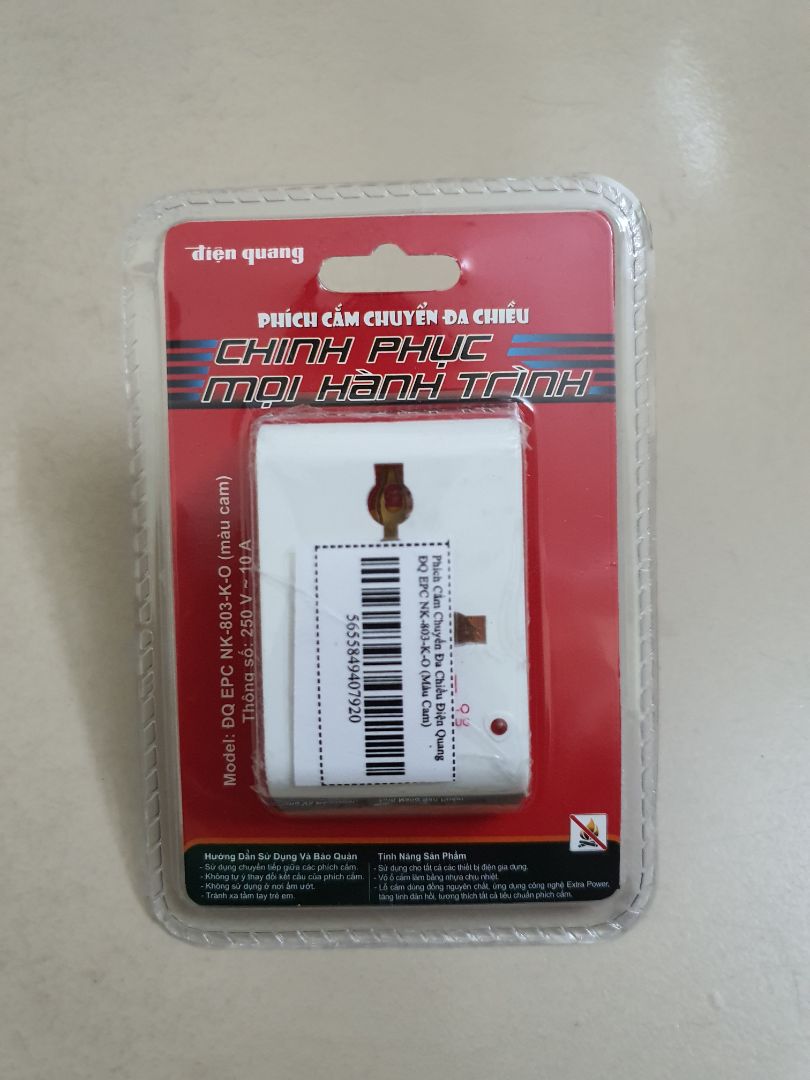 điện quang
PHÍCH CẮM CHUYỂN ĐA CHIỀU
CHINH PHỤC
MỌI HÀNH TRÌNH
Model: ĐQ EPC NK-803-K-O (màu cam)
Thông số: 250 V ~ 10 A
Phích Cắm Chuyển Đa Chiều Điện Quang
ĐQ EPC NK-803-K-O (Màu Cam)
5655849407920
Hướng Dẫn Sử Dụng Và Bảo Quản
- Sử dụng chuyển tiếp giữa các phích cắm.
- Không tự ý thay đổi kết cấu của phích cắm.
- Không sử dụng ở nơi ẩm ướt.
- Tránh xa tầm tay trẻ em.
Tính Năng Sản Phẩm
- Sử dụng cho tất cả các thiết bị điện gia dụng.
- Vỏ ổ cắm làm bằng nhựa chịu nhiệt.
- Lỗ cắm dùng đồng nguyên chất, ứng dụng công nghệ Extra Power,
tăng tính đàn hồi, tương thích tất cả tiêu chuẩn phích cắm.